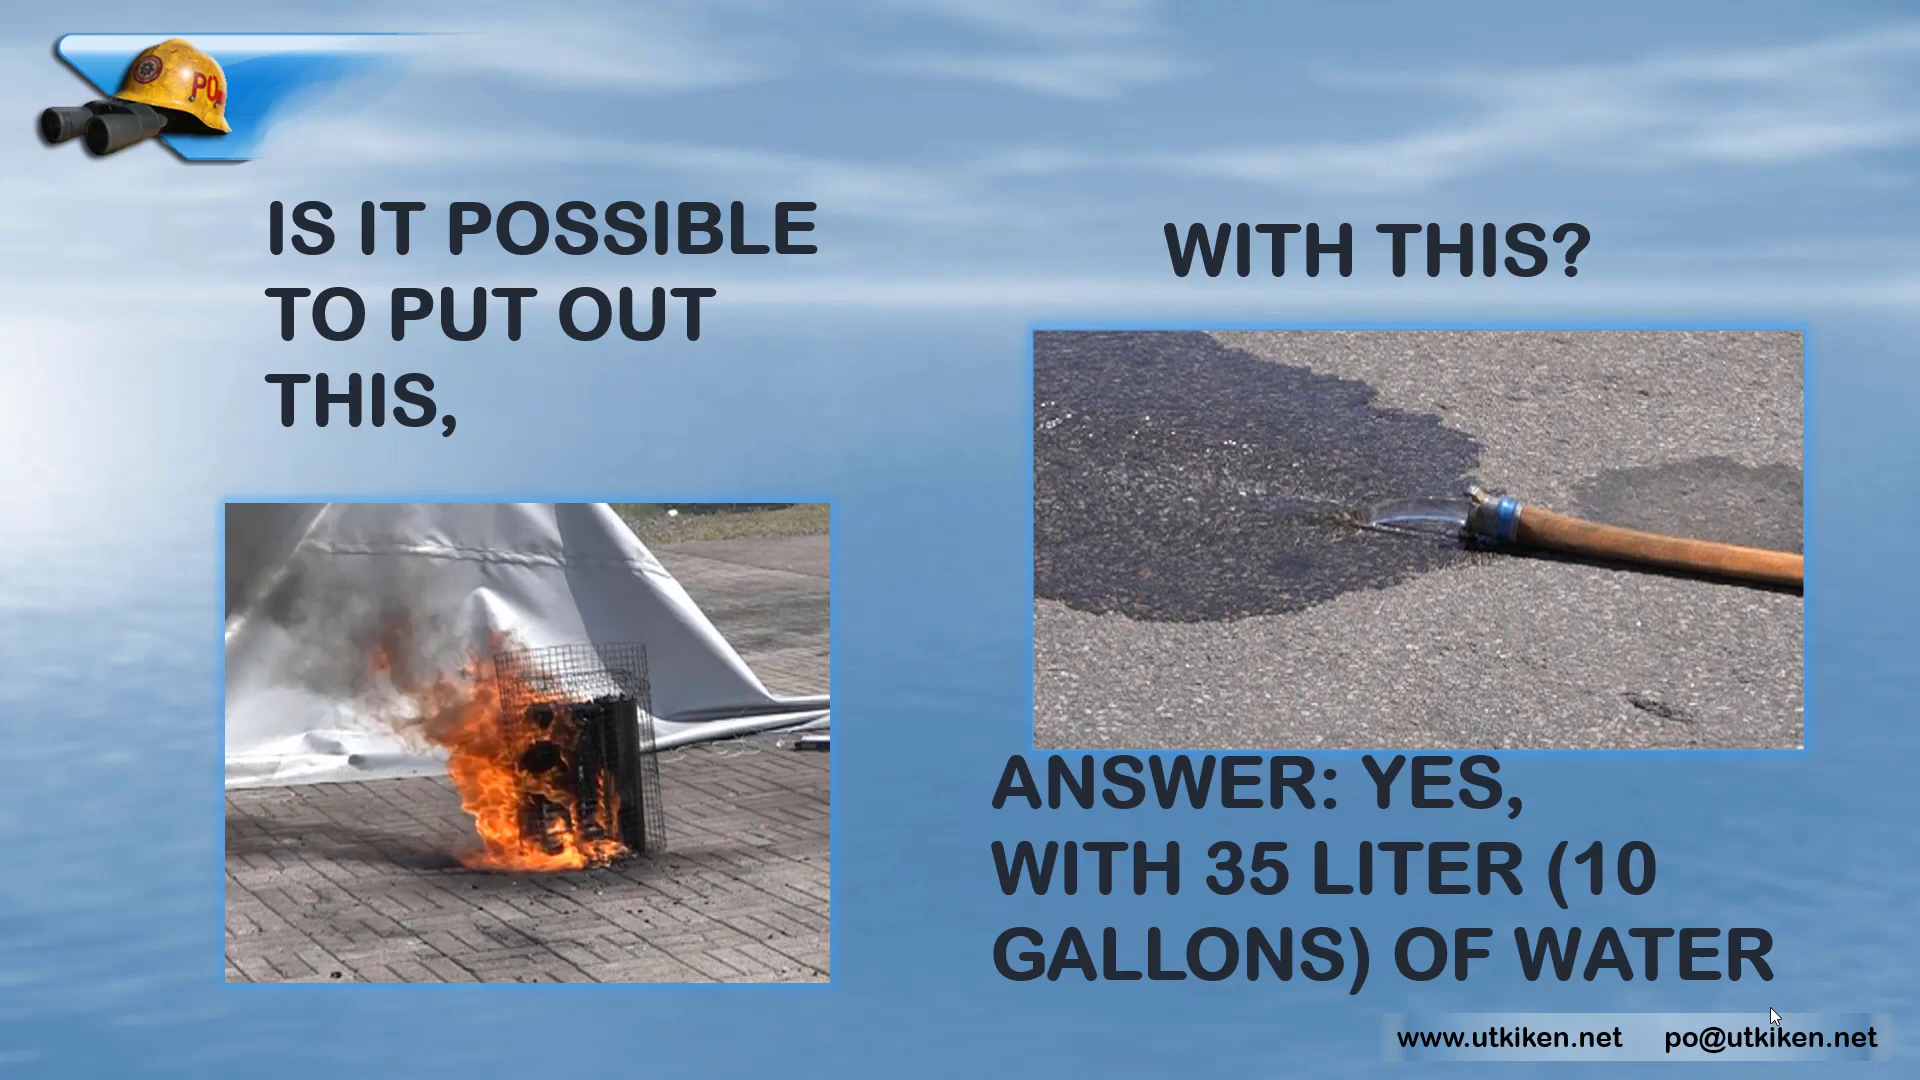 PO
IS IT POSSIBLE
TO PUT OUT
THIS,
WITH THIS?
ANSWER: YES,
WITH 35 LITER (10
GALLONS) OF WATER
www.utkiken.net po@utkiken.net